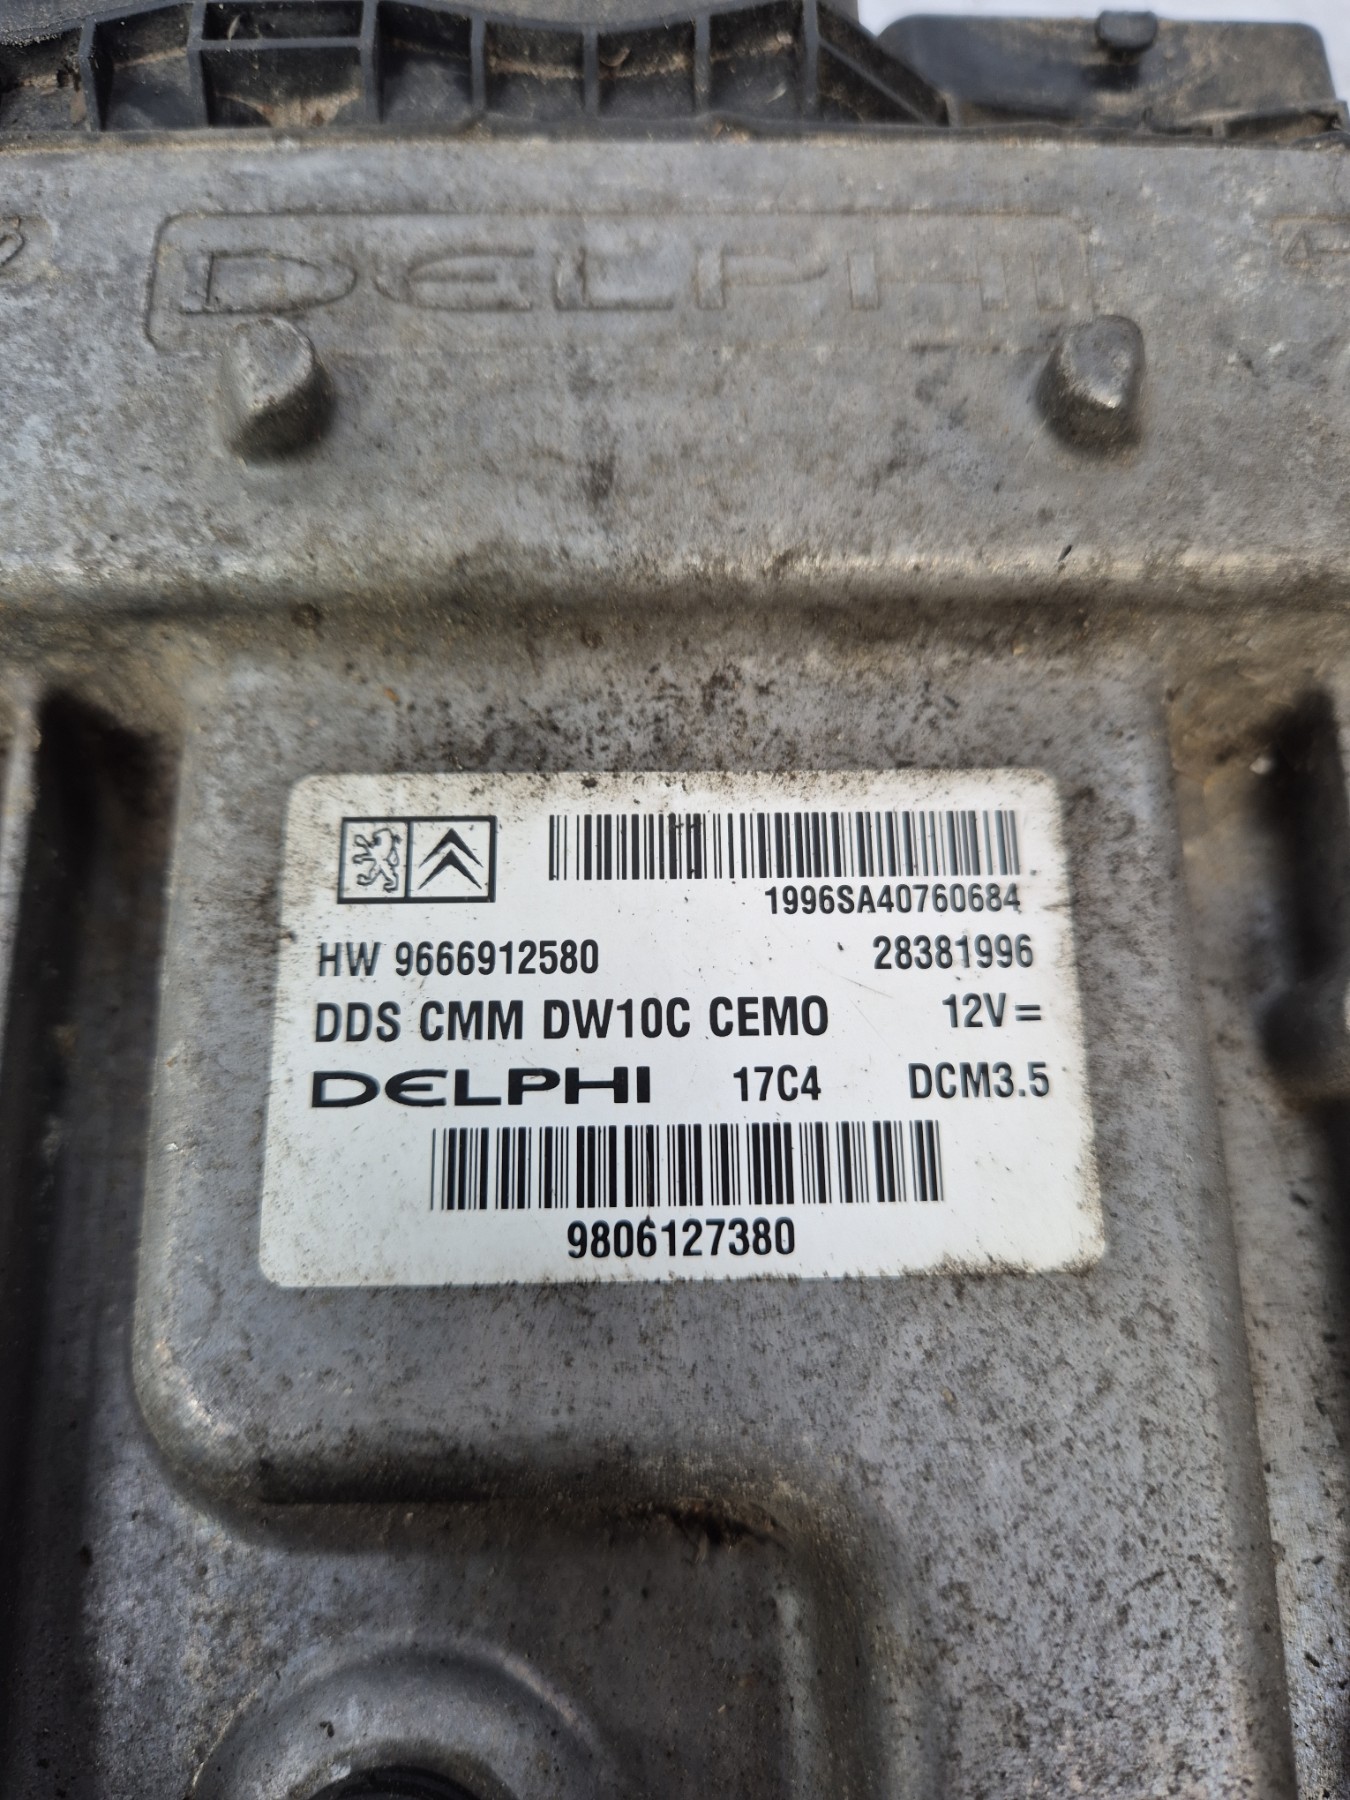 DELPHI
1996SA40760684
HW 9666912580 28381996
DDS CMM DW10C CEMO 12V=
DELPHI 17C4 DCM3.5
9806127380